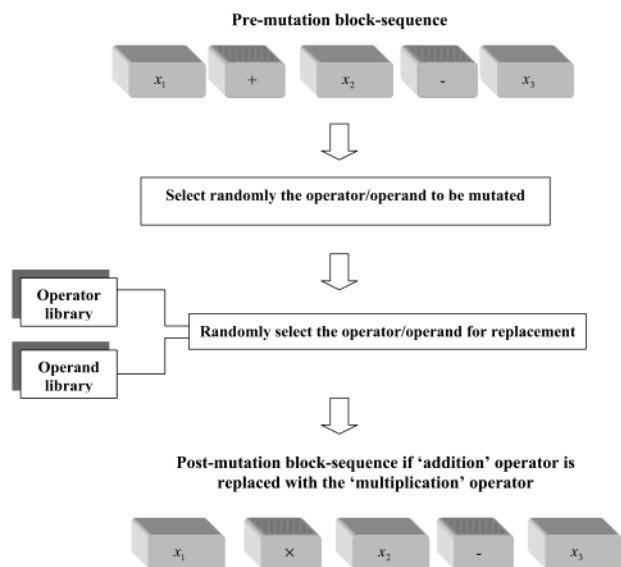 Pre-mutation block-sequence
x₁ + x₂ - x₃
Select randomly the operator/operand to be mutated
Operator
library
Randomly select the operator/operand for replacement
Operand
library
Post-mutation block-sequence if ‘addition’ operator is
replaced with the ‘multiplication’ operator
x₁ × x₂ - x₃